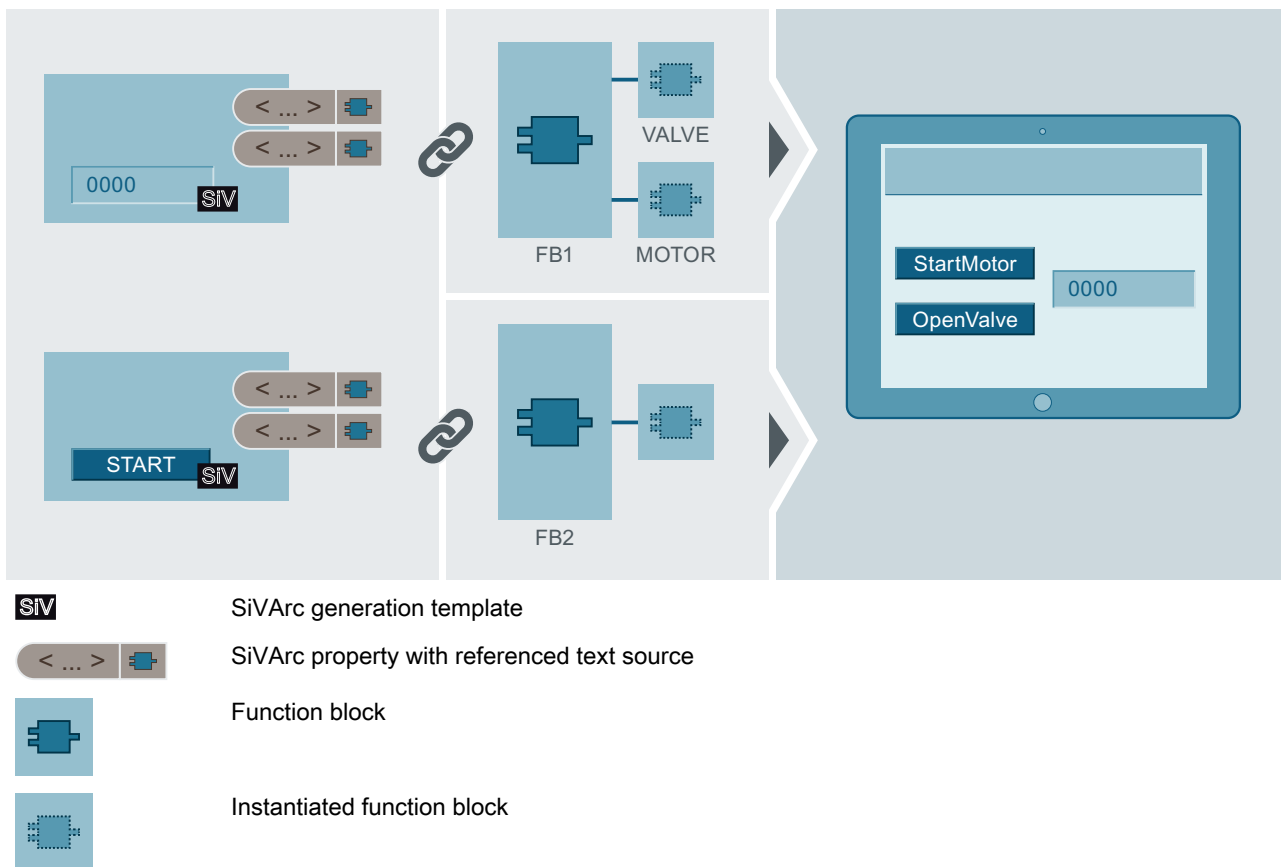 < ... >
< ... >
0000
SiV
VALVE
FB1
MOTOR
StartMotor
0000
OpenValve
< ... >
< ... >
START
SiV
FB2
SiV
SiVArc generation template
< ... >
SiVArc property with referenced text source
Function block
Instantiated function block